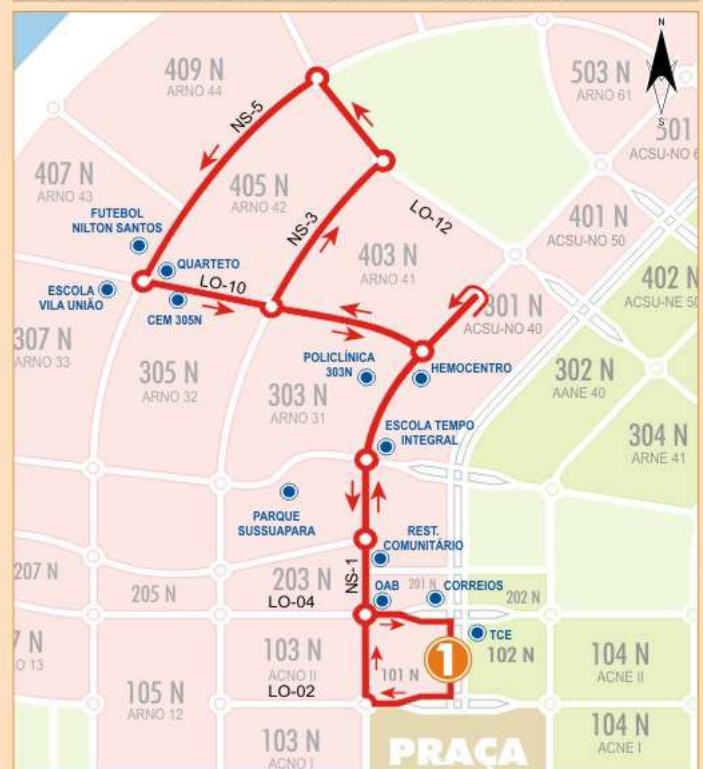 N
S
409 N
ARNO 44
503 N
ARNO 61
501
NS-5
407 N
ARNO 43
405 N
ARNO 42
FUTEBOL
NILTON SANTOS
NS-3
LO-12
401 N
ACSU-NO 50
403 N
ARNO 41
402 N
QUARTETO
LO-10
ESCOLA
VILA UNIÃO
CEM 305N
301 N
ACSU-NO 40
307 N
ARNO 33
305 N
ARNO 32
303 N
ARNO 31
POLICLÍNICA
303N
HEMOCENTRO
302 N
AANE 40
ESCOLA TEMPO
INTEGRAL
304 N
ARNE 41
PARQUE
SUSSUAPARA
REST.
COMUNITÁRIO
207 N
205 N
203 N
NS-1
OAB
201 N
CORREIOS
202 N
LO-04
TCE
102 N
1
101 N
103 N
ACNO II
LO-02
104 N
ACNE II
105 N
ARNO 12
103 N
ACNO I
PRAÇA
104 N
ACNE I